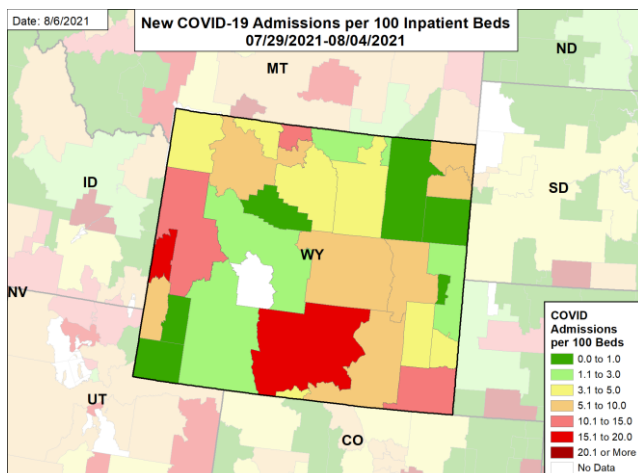 Date: 8/6/2021
New COVID-19 Admissions per 100 Inpatient Beds
07/29/2021-08/04/2021
ND
MT
ID
SD
WY
NV
UT
CO
COVID
Admissions
per 100 Beds
0.0 to 1.0
1.1 to 3.0
3.1 to 5.0
5.1 to 10.0
10.1 to 15.0
15.1 to 20.0
20.1 or More
No Data